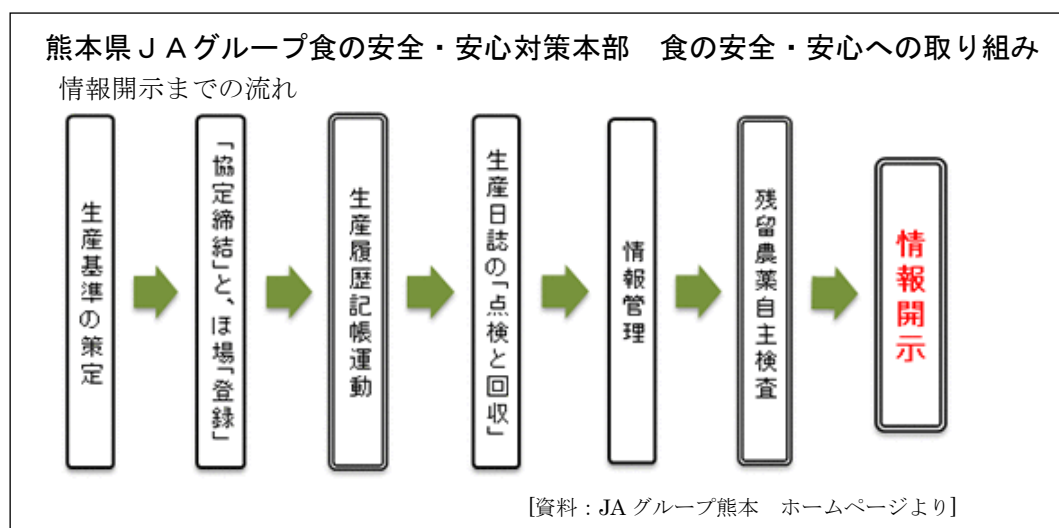 熊本県ＪＡグループ食の安全・安心対策本部　食の安全・安心への取り組み
情報開示までの流れ
生産基準の策定
「協定締結」と、ほ場「登録」
生産履歴記帳運動
生産日誌の「点検と回収」
情報管理
残留農薬自主検査
情報開示
[資料：JA グループ熊本　ホームページより]